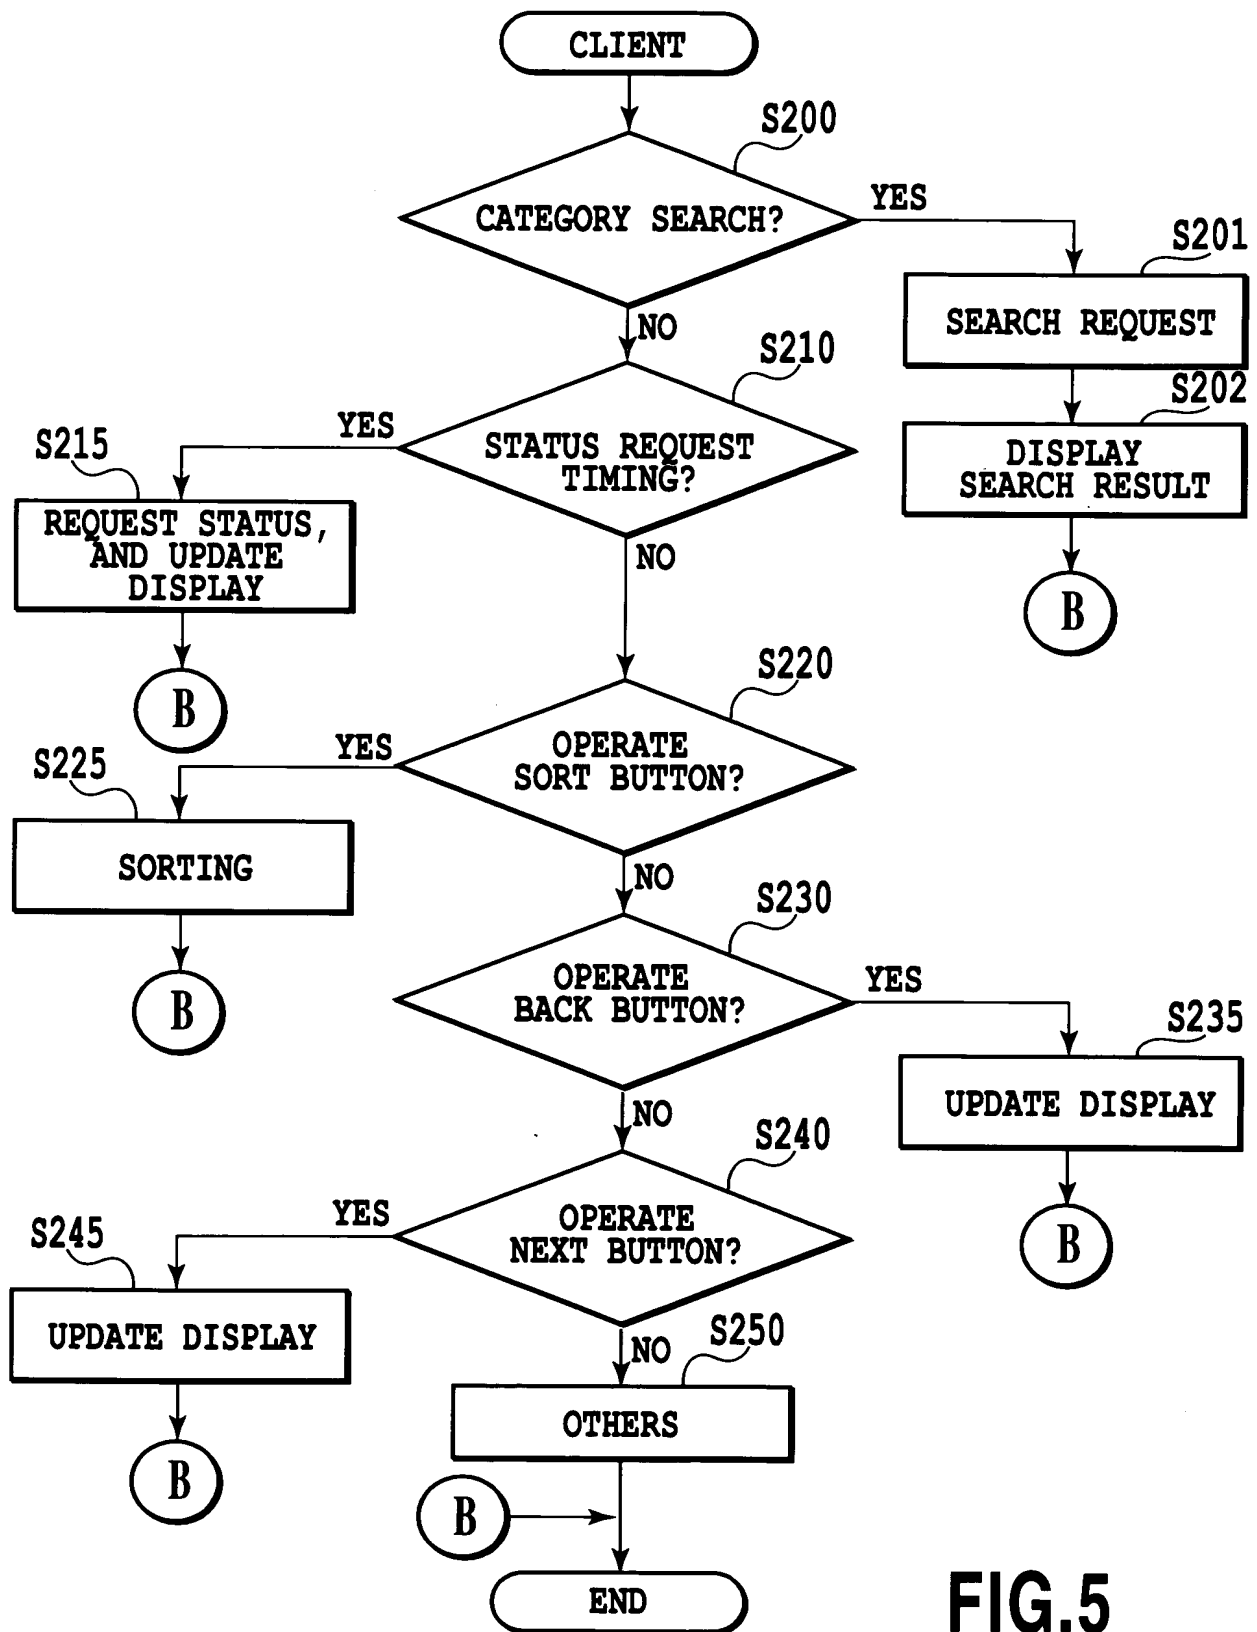 CLIENT
S200
CATEGORY SEARCH?
YES
S201
SEARCH REQUEST
NO
S210
S202
STATUS REQUEST
TIMING?
YES
DISPLAY
SEARCH RESULT
S215
REQUEST STATUS,
AND UPDATE
DISPLAY
NO
B
B
S220
OPERATE
SORT BUTTON?
YES
S225
SORTING
NO
B
S230
OPERATE
BACK BUTTON?
YES
S235
UPDATE DISPLAY
NO
B
S240
OPERATE
NEXT BUTTON?
YES
S245
UPDATE DISPLAY
NO
B
S250
OTHERS
B
END
FIG.5